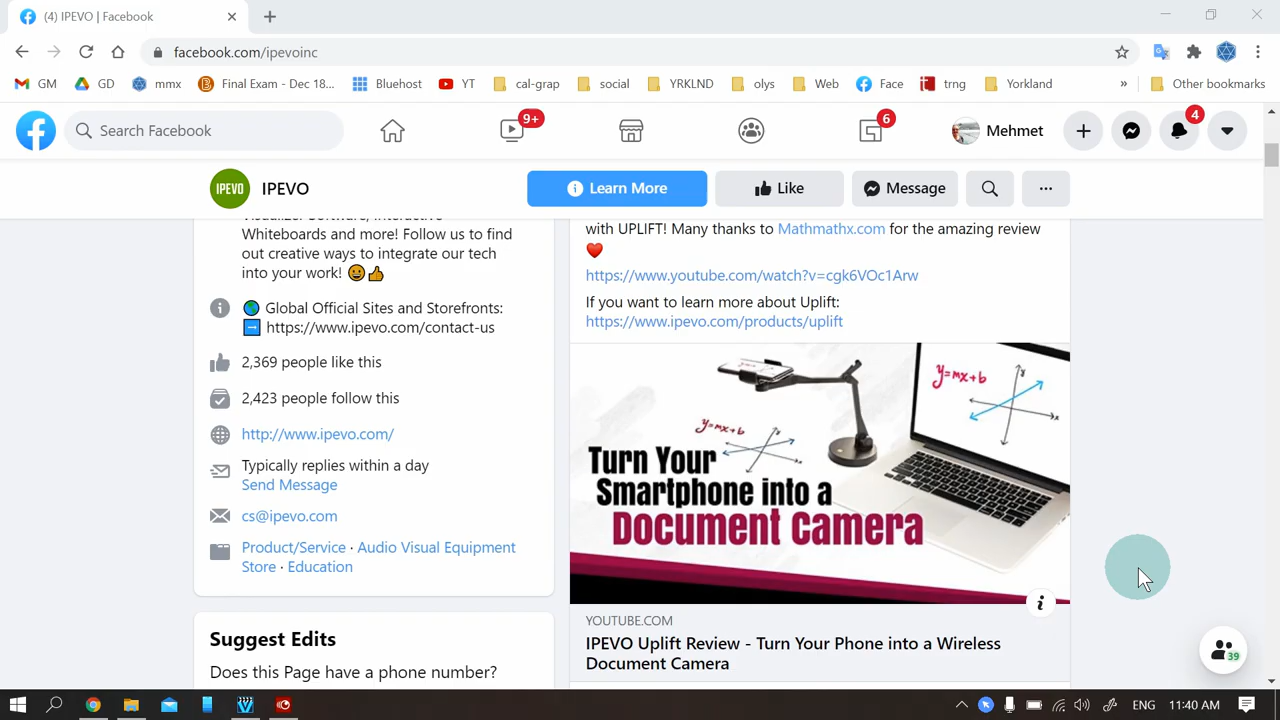 (4) IPEVO | Facebook
facebook.com/ipevoinc
GM
GD
mmx
Final Exam - Dec 18...
Bluehost
YT
cal-grap
social
YRKLND
olys
Web
Face
trng
Yorkland
»
Other bookmarks
Search Facebook
9+
6
Mehmet
4
IPEVO
IPEVO
Learn More
Like
Message
...
Whiteboards and more! Follow us to find
out creative ways to integrate our tech
into your work! 😀👍
🌎 Global Official Sites and Storefronts:
➡ https://www.ipevo.com/contact-us
2,369 people like this
2,423 people follow this
http://www.ipevo.com/
Typically replies within a day
Send Message
cs@ipevo.com
Product/Service · Audio Visual Equipment
Store · Education
Suggest Edits
Does this Page have a phone number?
with UPLIFT! Many thanks to Mathmathx.com for the amazing review
❤️
https://www.youtube.com/watch?v=cgk6VOc1Arw
If you want to learn more about Uplift:
https://www.ipevo.com/products/uplift
y=mx+b
y
x
y=mx+b
y
x
Turn Your
Smartphone into a
Document Camera
YOUTUBE.COM
IPEVO Uplift Review - Turn Your Phone into a Wireless
Document Camera
39
ENG
11:40 AM